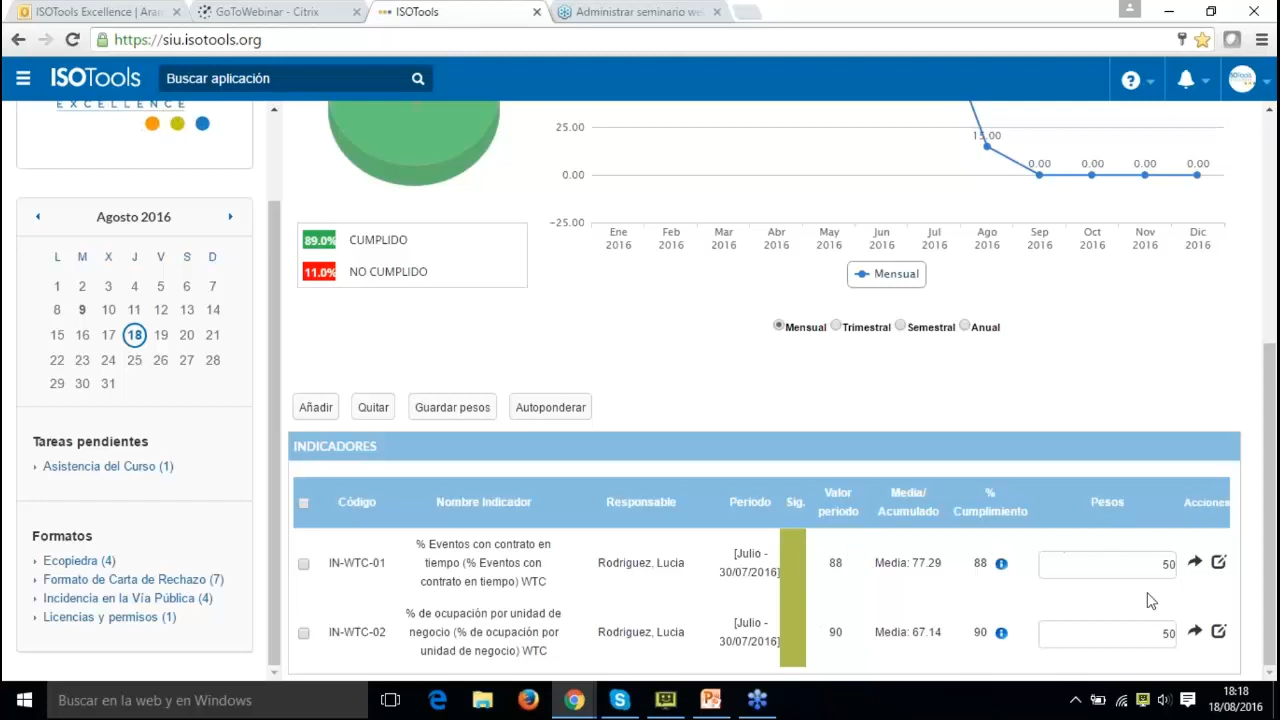 ISOTools Excellence | Aran
GoToWebinar - Citrix
ISOTools
Administrar seminario we
https://siu.isotools.org
ISOTools
Buscar aplicación
EXCELLENCE
Agosto 2016
L M X J V S D
1 2 3 4 5 6 7
8 9 10 11 12 13 14
15 16 17 18 19 20 21
22 23 24 25 26 27 28
29 30 31
Tareas pendientes
Asistencia del Curso (1)
Formatos
Ecopiedra (4)
Formato de Carta de Rechazo (7)
Incidencia en la Vía Pública (4)
Licencias y permisos (1)
89.0% CUMPLIDO
11.0% NO CUMPLIDO
25.00
0.00
-25.00
15.00
0.00 0.00 0.00 0.00
Ene Feb Mar Abr May Jun Jul Ago Sep Oct Nov Dic
2016 2016 2016 2016 2016 2016 2016 2016 2016 2016 2016 2016
Mensual
Mensual Trimestral Semestral Anual
Añadir Quitar Guardar pesos Autoponderar
INDICADORES
Código Nombre Indicador Responsable Periodo Sig. Valor periodo Media/ Acumulado % Cumplimiento Pesos Acciones
% Eventos con contrato en
IN-WTC-01 tiempo (% Eventos con Rodriguez, Lucia [Julio - 30/07/2016] 88 Media: 77.29 88 50
contrato en tiempo) WTC
% de ocupación por unidad de
IN-WTC-02 negocio (% de ocupación por Rodriguez, Lucia [Julio - 30/07/2016] 90 Media: 67.14 90 50
unidad de negocio) WTC
Buscar en la web y en Windows
18:18
18/08/2016